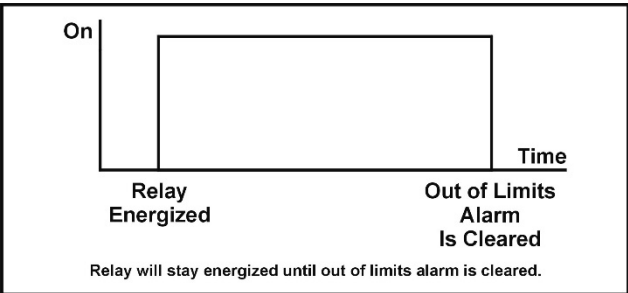 On
Time
Relay
Energized
Out of Limits
Alarm
Is Cleared
Relay will stay energized until out of limits alarm is cleared.